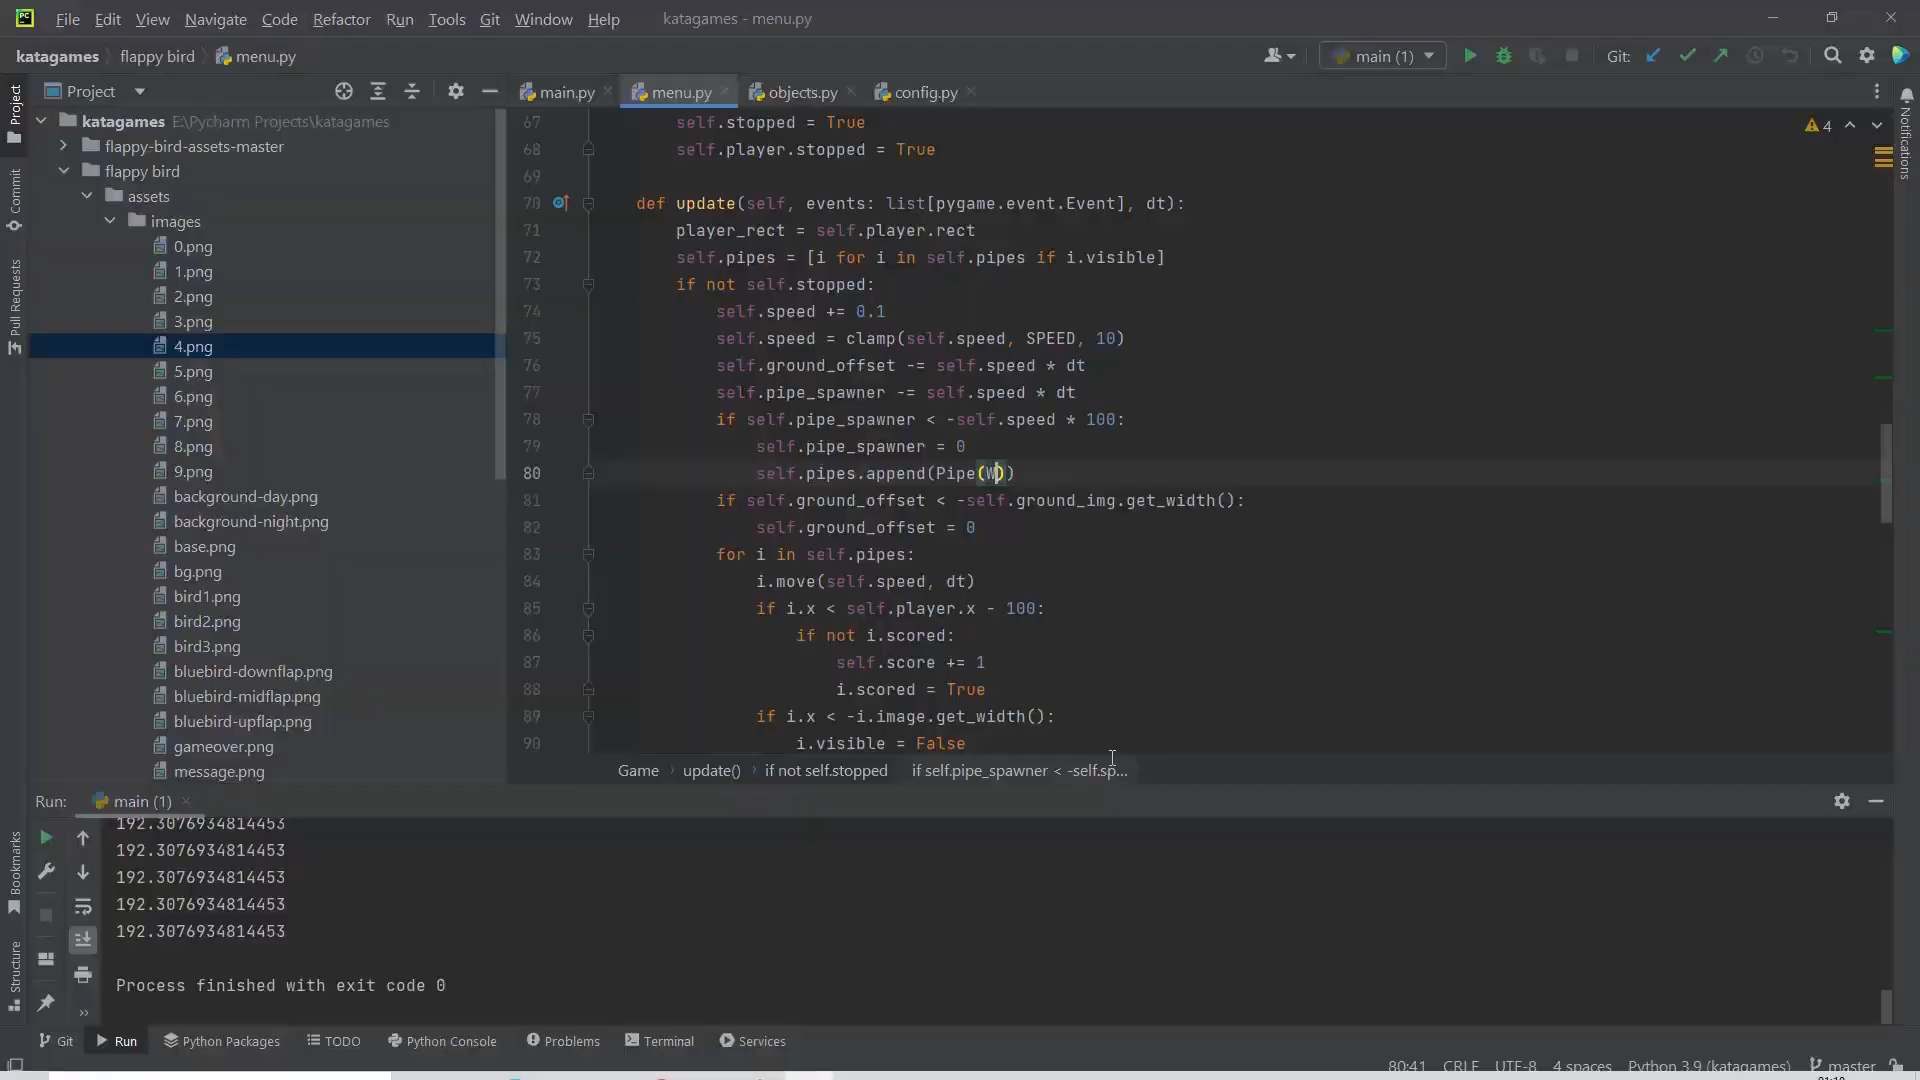 File Edit View Navigate Code Refactor Run Tools Git Window Help katagames - menu.py
katagames flappy bird menu.py main (1) Git:
Project main.py menu.py objects.py config.py
katagames E:\Pycharm Projects\katagames
flappy-bird-assets-master
flappy bird
assets
images
0.png
1.png
2.png
3.png
4.png
5.png
6.png
7.png
8.png
9.png
background-day.png
background-night.png
base.png
bg.png
bird1.png
bird2.png
bird3.png
bluebird-downflap.png
bluebird-midflap.png
bluebird-upflap.png
gameover.png
message.png
67 self.stopped = True
68 self.player.stopped = True
69
70 def update(self, events: list[pygame.event.Event], dt):
71 player_rect = self.player.rect
72 self.pipes = [i for i in self.pipes if i.visible]
73 if not self.stopped:
74 self.speed += 0.1
75 self.speed = clamp(self.speed, SPEED, 10)
76 self.ground_offset -= self.speed * dt
77 self.pipe_spawner -= self.speed * dt
78 if self.pipe_spawner < -self.speed * 100:
79 self.pipe_spawner = 0
80 self.pipes.append(Pipe(W))
81 if self.ground_offset < -self.ground_img.get_width():
82 self.ground_offset = 0
83 for i in self.pipes:
84 i.move(self.speed, dt)
85 if i.x < self.player.x - 100:
86 if not i.scored:
87 self.score += 1
88 i.scored = True
89 if i.x < -i.image.get_width():
90 i.visible = False
4
Game update() if not self.stopped if self.pipe_spawner < -self.sp...
Project
Commit
Pull Requests
Bookmarks
Structure
Notifications
Run: main (1)
192.3076934814453
192.3076934814453
192.3076934814453
192.3076934814453
192.3076934814453
Process finished with exit code 0
Git Run Python Packages TODO Python Console Problems Terminal Services
80:41 CRLF UTF-8 4 spaces Python 3.9 (katagames) master